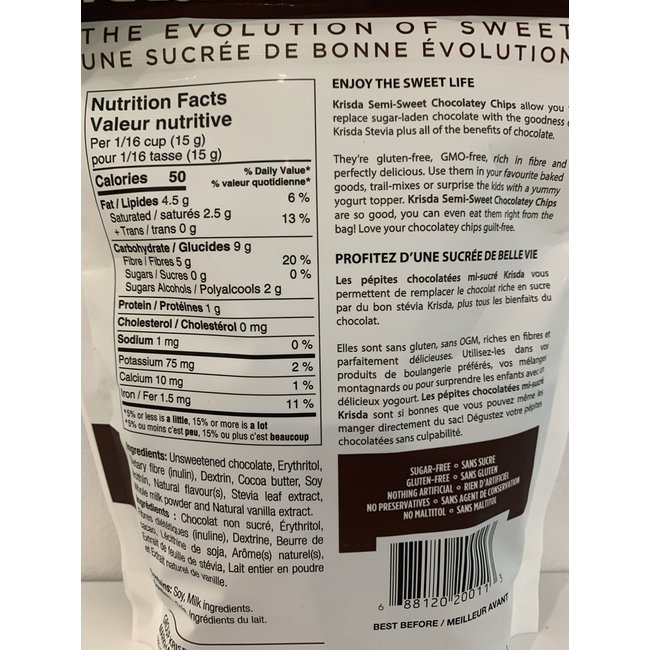 THE EVOLUTION OF SWEET
UNE SUCRÉE DE BONNE ÉVOLUTION
Nutrition Facts
Valeur nutritive
Per 1/16 cup (15 g)
pour 1/16 tasse (15 g)
Calories 50
% Daily Value*
% valeur quotidienne*
Fat / Lipides 4.5 g 6 %
Saturated / saturés 2.5 g
+ Trans / trans 0 g 13 %
Carbohydrate / Glucides 9 g
Fibre / Fibres 5 g 20 %
Sugars / Sucres 0 g 0 %
Sugars Alcohols / Polyalcools 2 g
Protein / Protéines 1 g
Cholesterol / Cholestérol 0 mg
Sodium 1 mg 0 %
Potassium 75 mg 2 %
Calcium 10 mg 1 %
Iron / Fer 1.5 mg 11 %
*5% or less is a little, 15% or more is a lot
*5% ou moins c'est peu, 15% ou plus c'est beaucoup
Ingredients: Unsweetened chocolate, Erythritol,
fibre (inulin), Dextrin, Cocoa butter, Soy
Natural flavour(s), Stevia leaf extract,
milk powder and Natural vanilla extract.
: Chocolat non sucré, Érythritol,
diététiques (inuline), Dextrine, Beurre de
cacao, Lécithine de soja, Arôme(s) naturel(s),
Extrait de feuille de stévia, Lait entier en poudre
et Extrait naturel de vanille.
Soy, Milk ingredients.
Ingrédients du lait.
ENJOY THE SWEET LIFE
Krisda Semi-Sweet Chocolatey Chips allow you
replace sugar-laden chocolate with the goodness
Krisda Stevia plus all of the benefits of chocolate.
They're gluten-free, GMO-free, rich in fibre and
perfectly delicious. Use them in your favourite baked
goods, trail-mixes or surprise the kids with a yummy
yogurt topper. Krisda Semi-Sweet Chocolatey Chips
are so good, you can even eat them right from the
bag! Love your chocolatey chips guilt-free.
PROFITEZ D'UNE SUCRÉE DE BELLE VIE
Les pépites chocolatées mi-sucré Krisda vous
permettent de remplacer le chocolat riche en sucre
par du bon stévia Krisda, plus tous les bienfaits du
chocolat.
Elles sont sans gluten, sans OGM, riches en fibres et
parfaitement délicieuses. Utilisez-les dans vos
produits de boulangerie préférés, vos mélanges
montagnards ou pour surprendre les enfants avec un
délicieux yogourt. Les pépites chocolatées mi-sucré
Krisda sont si bonnes que vous pouvez même les
manger directement du sac! Dégustez votre pépites
chocolatées sans culpabilité.
SUGAR-FREE ∘ SANS SUCRE
GLUTEN-FREE ∘ SANS GLUTEN
NOTHING ARTIFICIAL ∘ RIEN D'ARTIFICIEL
NO PRESERVATIVES ∘ SANS AGENT DE CONSERVATION
NO MALTITOL ∘ SANS MALTITOL
6 88120 20011 5
BEST BEFORE / MEILLEUR AVANT